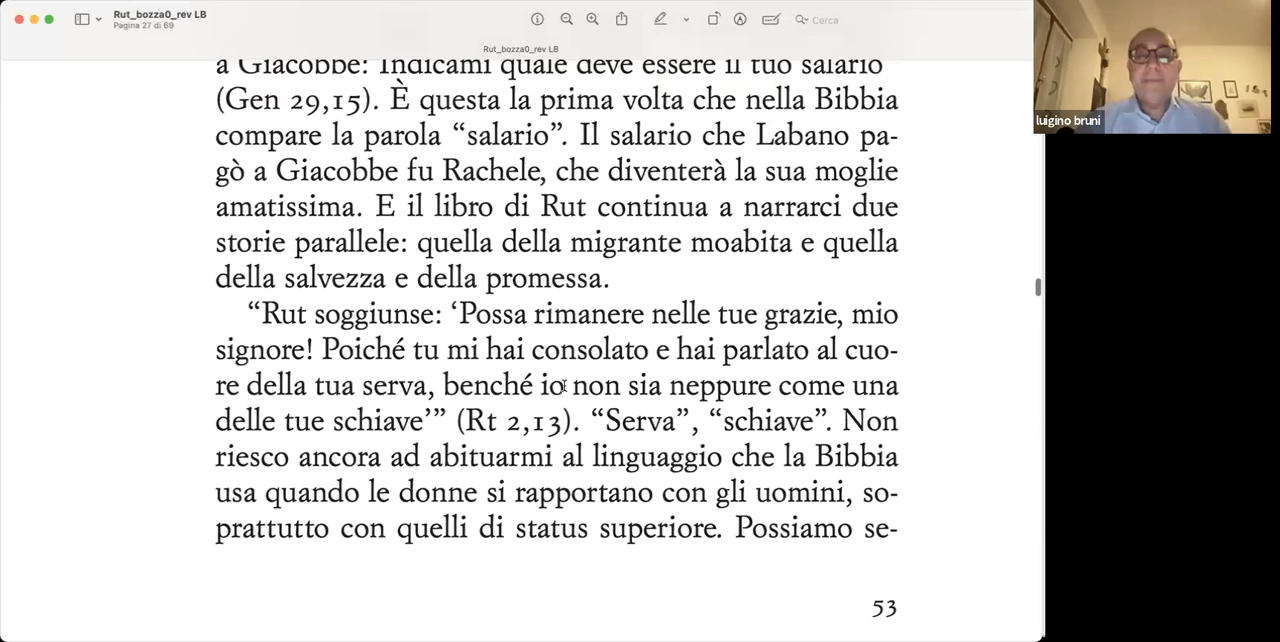 Rut_bozza0_rev LB
Pagina 27 di 69
Cerca
Rut_bozza0_rev LB
luigino bruni
a Giacobbe: Indicami quale deve essere il tuo salario
(Gen 29,15). È questa la prima volta che nella Bibbia
compare la parola “salario”. Il salario che Labano pa-
gò a Giacobbe fu Rachele, che diventerà la sua moglie
amatissima. E il libro di Rut continua a narrarci due
storie parallele: quella della migrante moabita e quella
della salvezza e della promessa.
“Rut soggiunse: ‘Possa rimanere nelle tue grazie, mio
signore! Poiché tu mi hai consolato e hai parlato al cuo-
re della tua serva, benché io non sia neppure come una
delle tue schiave’” (Rt 2,13). “Serva”, “schiave”. Non
riesco ancora ad abituarmi al linguaggio che la Bibbia
usa quando le donne si rapportano con gli uomini, so-
prattutto con quelli di status superiore. Possiamo se-
53